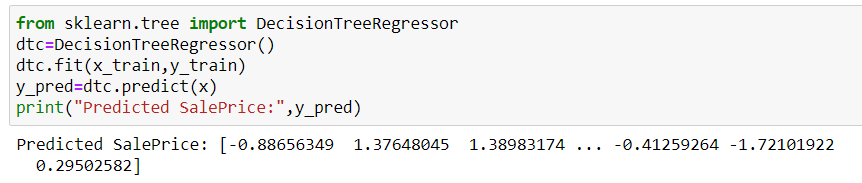 from sklearn.tree import DecisionTreeRegressor
dtc=DecisionTreeRegressor()
dtc.fit(x_train,y_train)
y_pred=dtc.predict(x)
print("Predicted SalePrice:",y_pred)
Predicted SalePrice: [-0.88656349  1.37648045  1.38983174 ... -0.41259264 -1.72101922
  0.29502582]